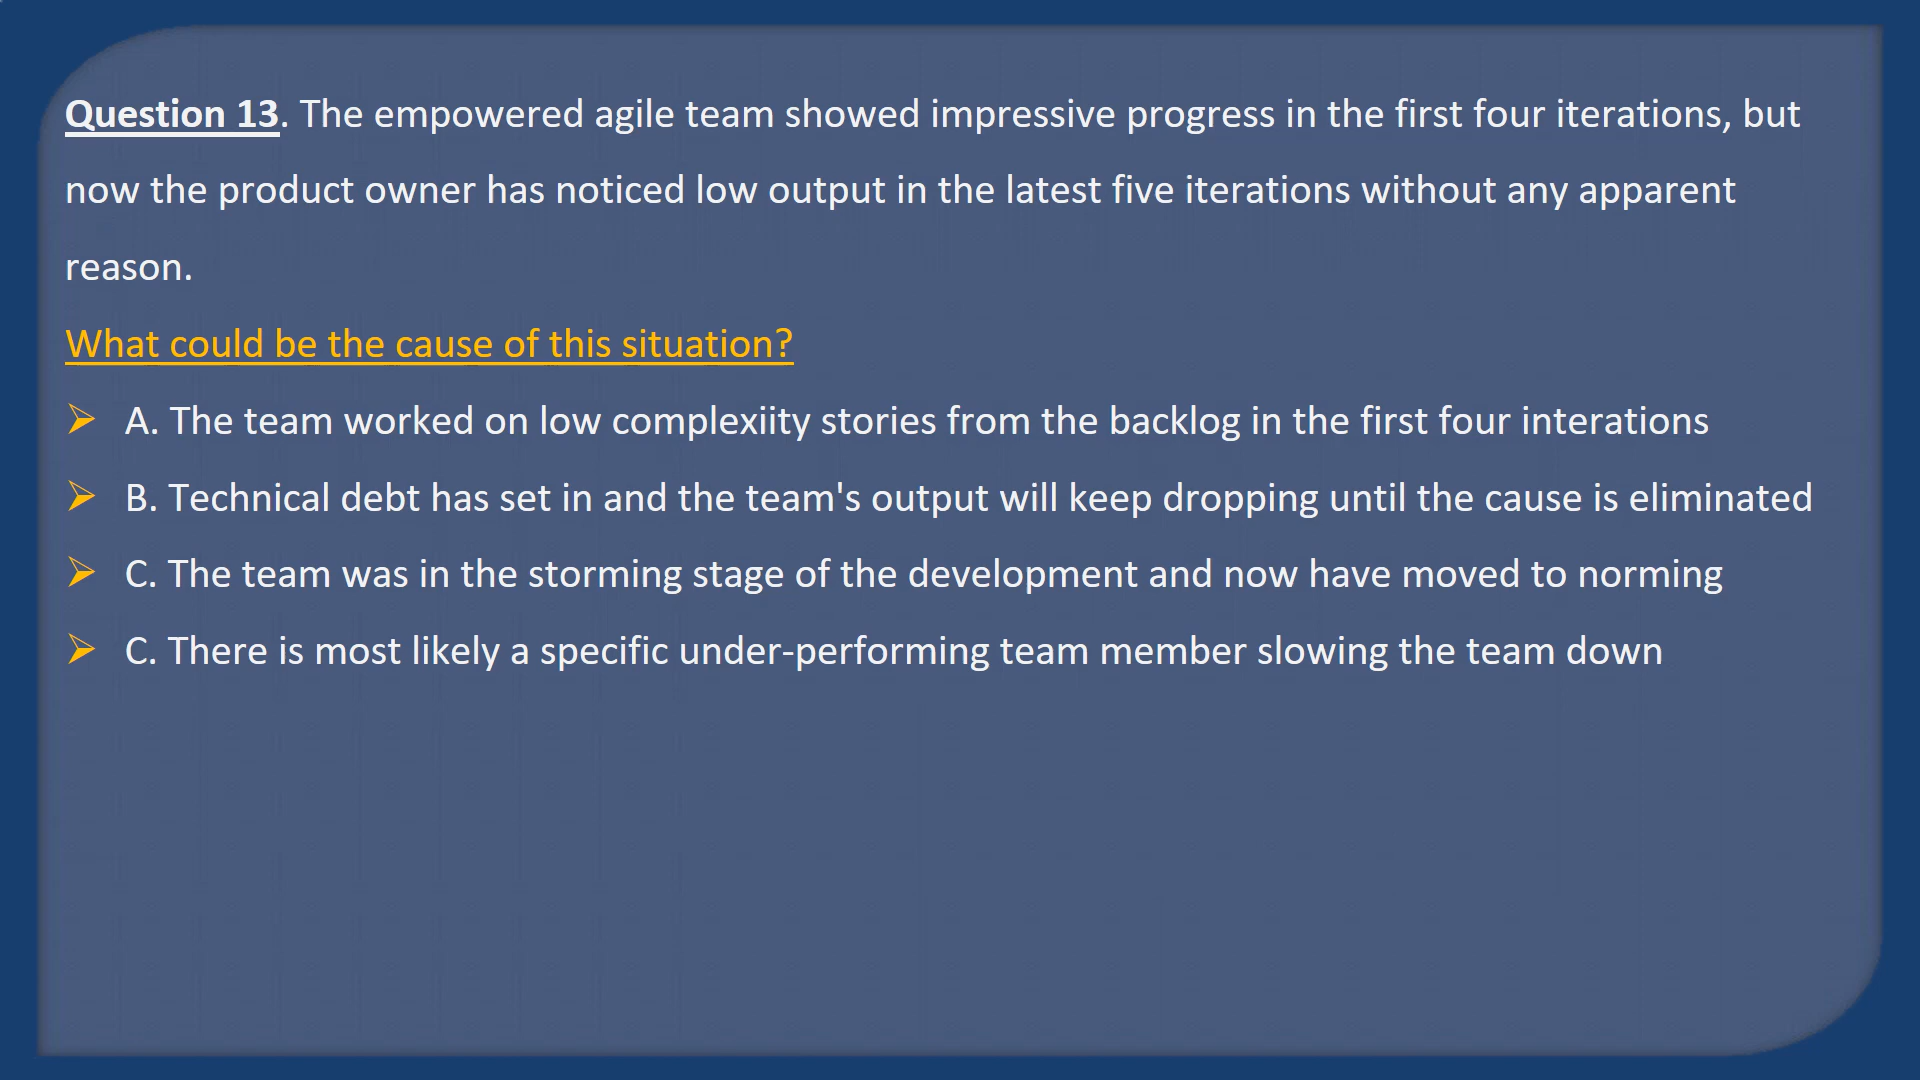 Question 13. The empowered agile team showed impressive progress in the first four iterations, but
now the product owner has noticed low output in the latest five iterations without any apparent
reason.
What could be the cause of this situation?
A. The team worked on low complexiity stories from the backlog in the first four interations
B. Technical debt has set in and the team's output will keep dropping until the cause is eliminated
C. The team was in the storming stage of the development and now have moved to norming
C. There is most likely a specific under-performing team member slowing the team down